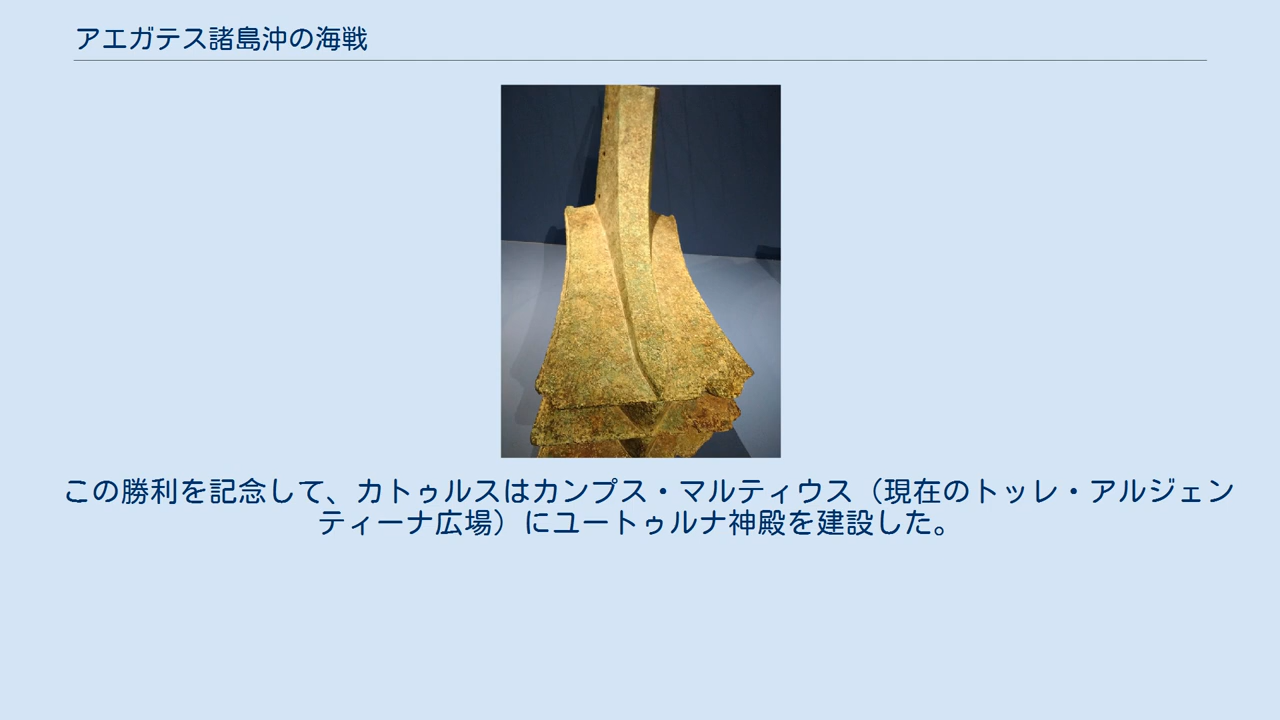 アエガテス諸島沖の海戦
この勝利を記念して、カトゥルスはカンプス・マルティウス（現在のトッレ・アルジェン
ティーナ広場）にユートゥルナ神殿を建設した。